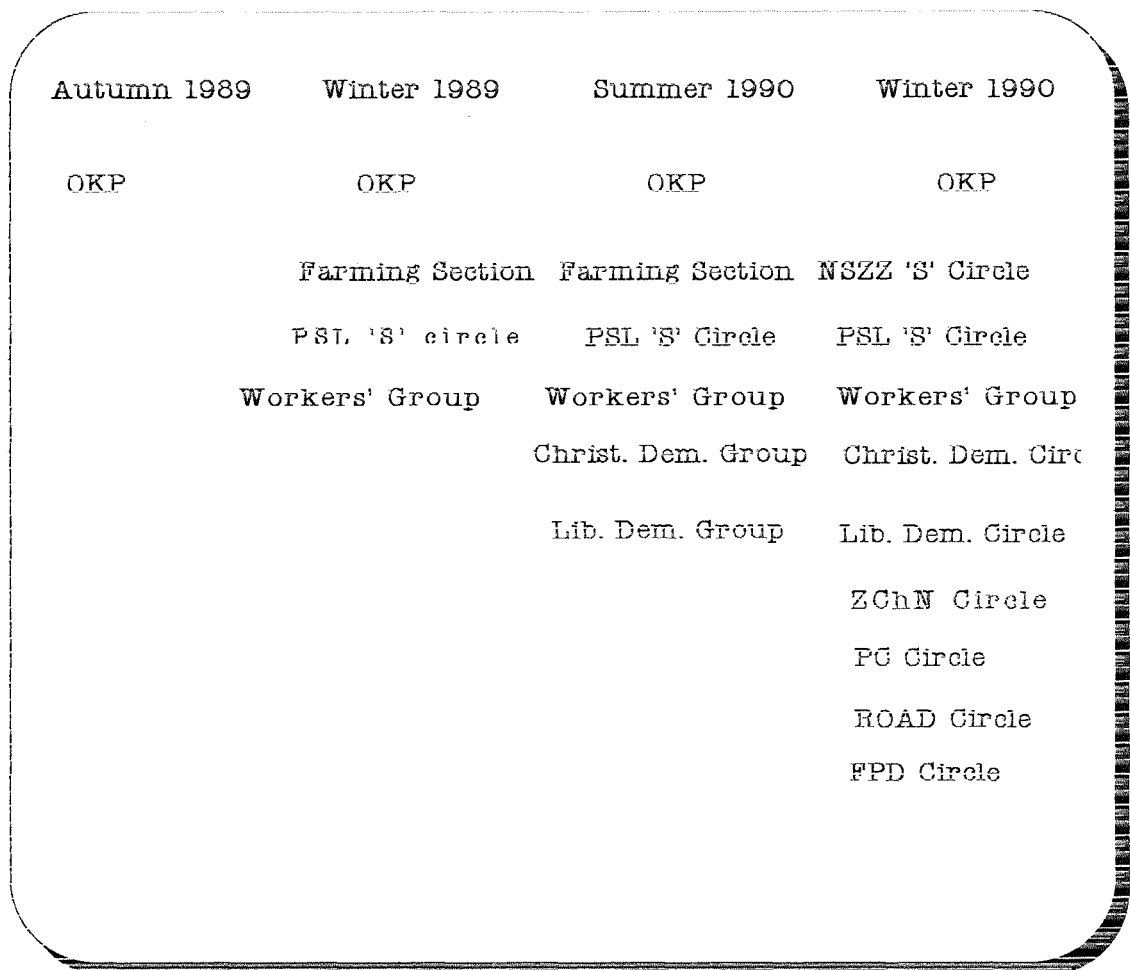 Autumn 1989 Winter 1989 Summer 1990 Winter 1990
OKP OKP OKP OKP
Farming Section Farming Section NSZZ 'S' Circle
PSL 'S' circle PSL 'S' Circle PSL 'S' Circle
Workers' Group Workers' Group Workers' Group
Christ. Dem. Group Christ. Dem. Circ
Lib. Dem. Group Lib. Dem. Circle
ZChN Circle
PC Circle
ROAD Circle
FPD Circle